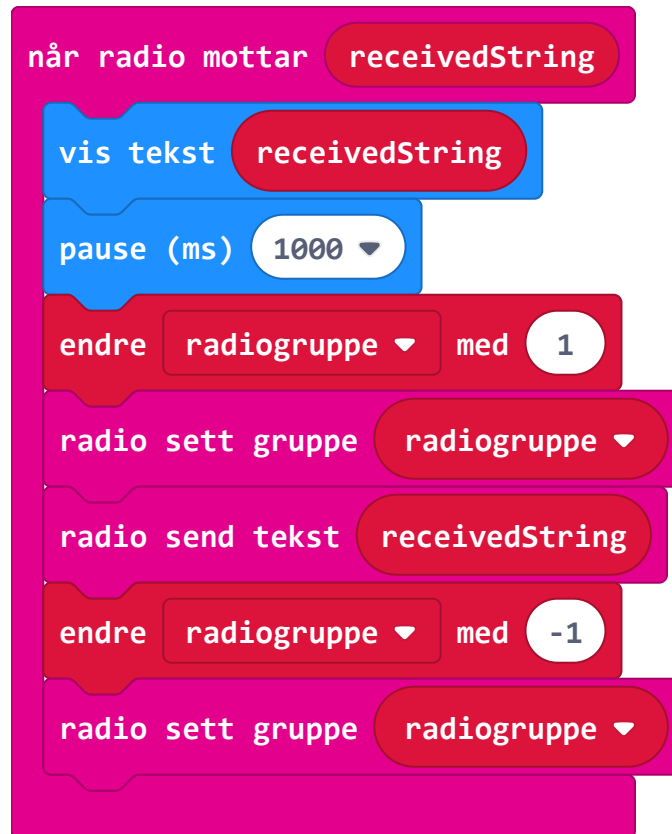 når radio mottar receivedString
vis tekst receivedString
pause (ms) 1000
endre radiogruppe med 1
radio sett gruppe radiogruppe
radio send tekst receivedString
endre radiogruppe med -1
radio sett gruppe radiogruppe